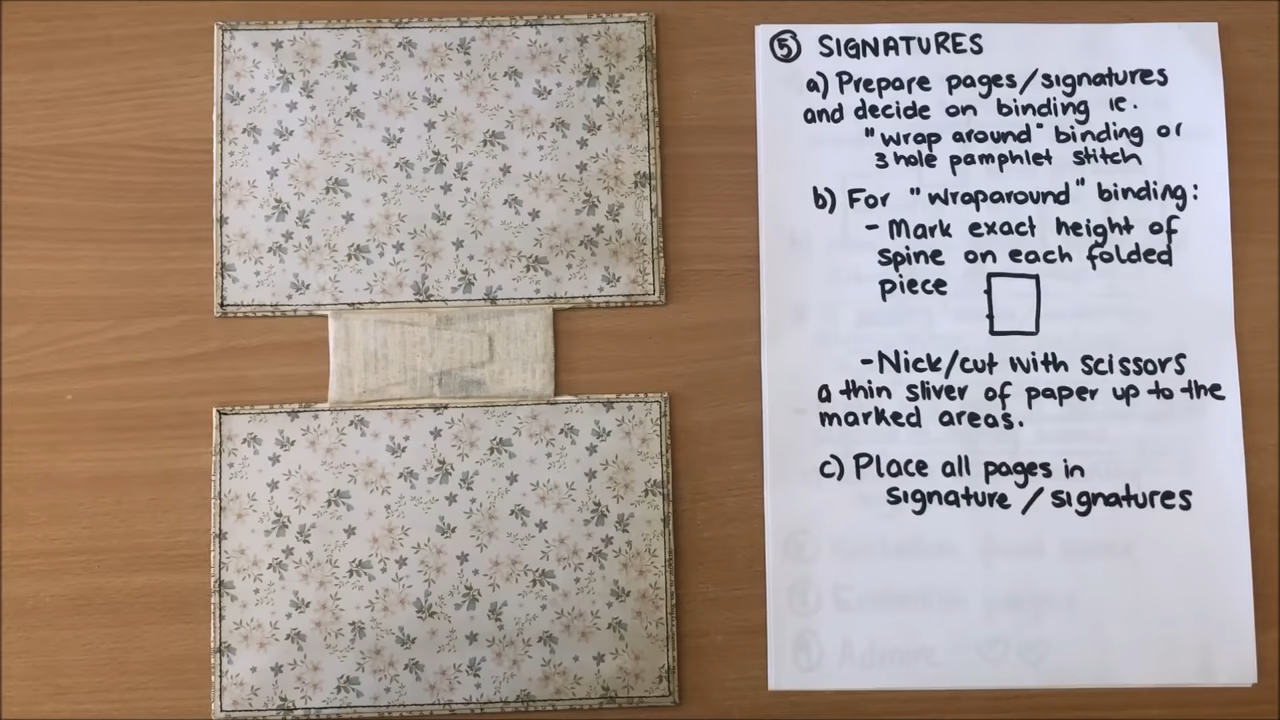 ⑤ SIGNATURES
a) Prepare pages/signatures
and decide on binding ie.
"wrap around" binding or
3 hole pamphlet stitch
b) For "wraparound" binding:
- Mark exact height of
spine on each folded
piece
- Nick/cut with scissors
a thin sliver of paper up to the
marked areas.
c) Place all pages in
signature / signatures
Admire ♡♡